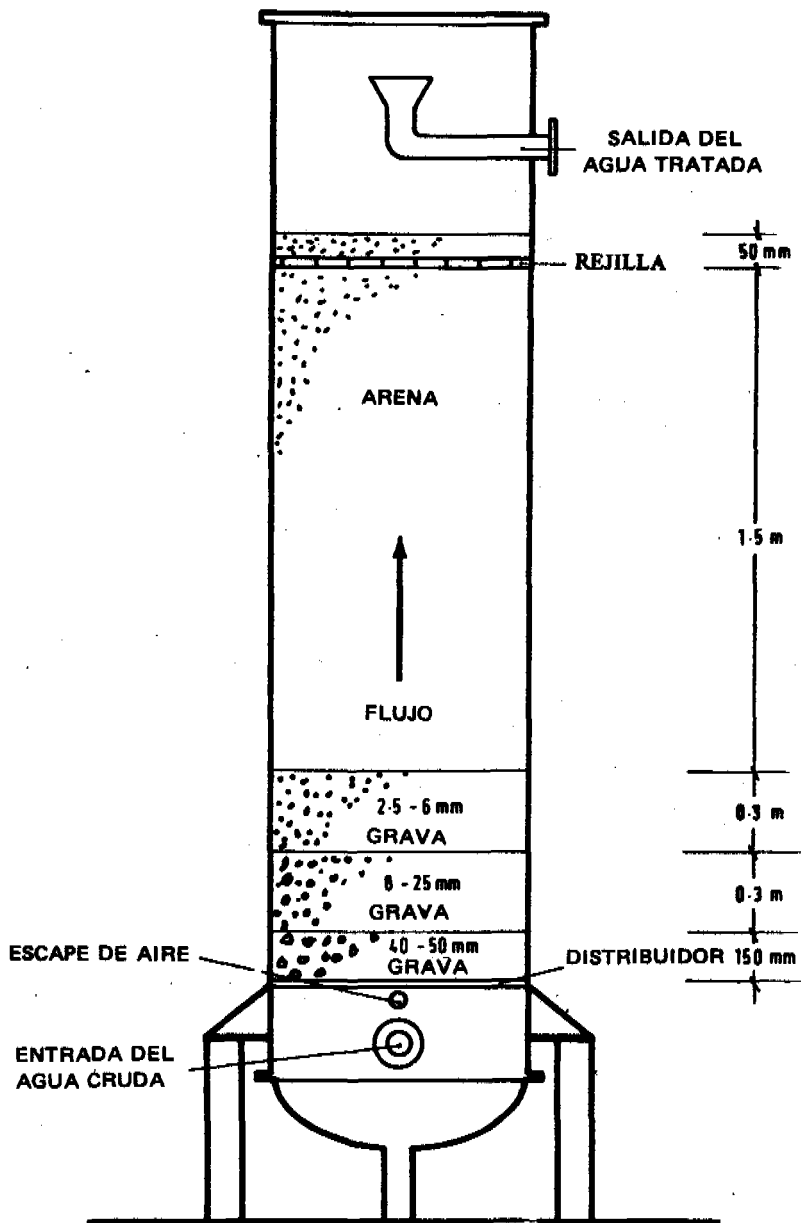 SALIDA DEL
AGUA TRATADA
50 mm
REJILLA
ARENA
1.5 m
FLUJO
2.5 - 6 mm
GRAVA
0.3 m
6 - 25 mm
GRAVA
0.3 m
40 - 50 mm
GRAVA
ESCAPE DE AIRE
DISTRIBUIDOR 150 mm
ENTRADA DEL
AGUA CRUDA